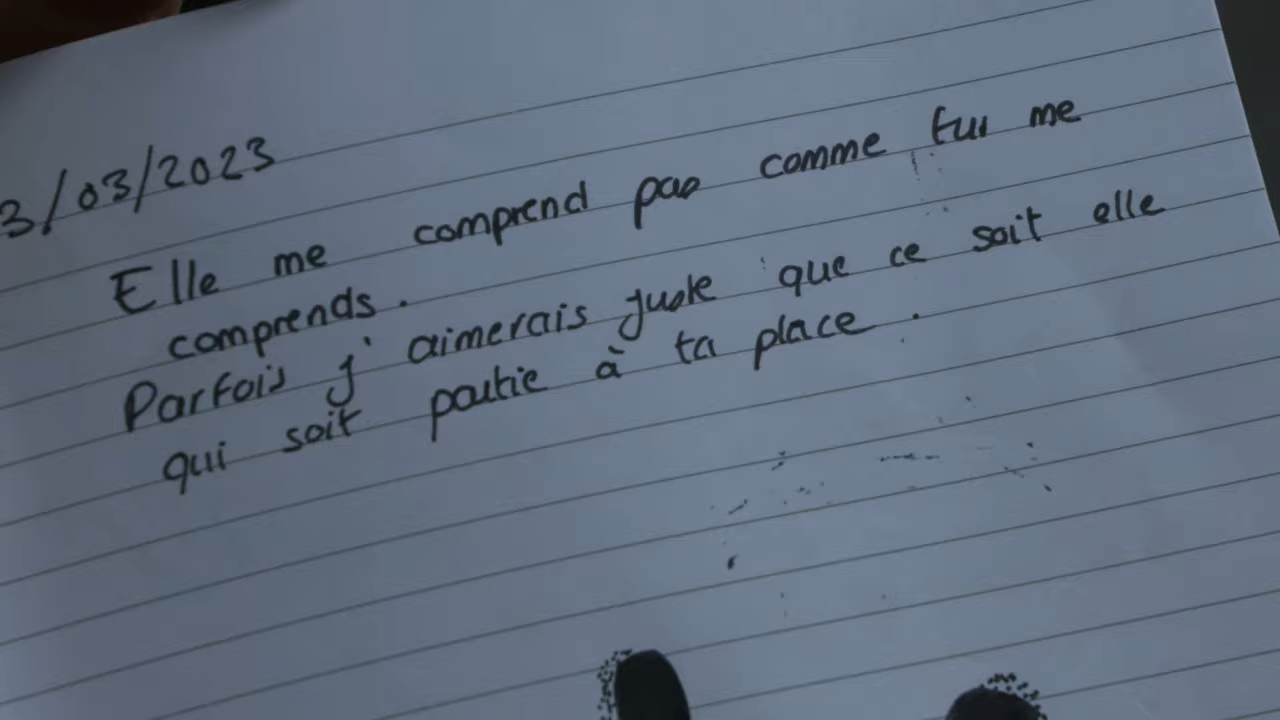 3/03/2023
Elle me comprend pas comme tu me
comprends.
Parfois j'aimerais juste que ce soit elle
qui soit partie à ta place.